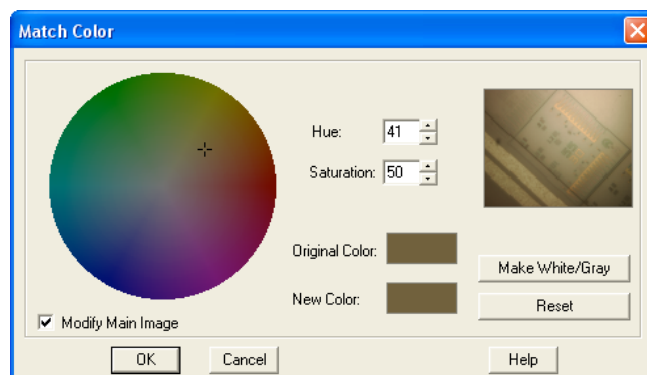 Match Color
Hue: 41
Saturation: 50
Original Color:
New Color:
Make White/Gray
Reset
Modify Main Image
OK Cancel Help